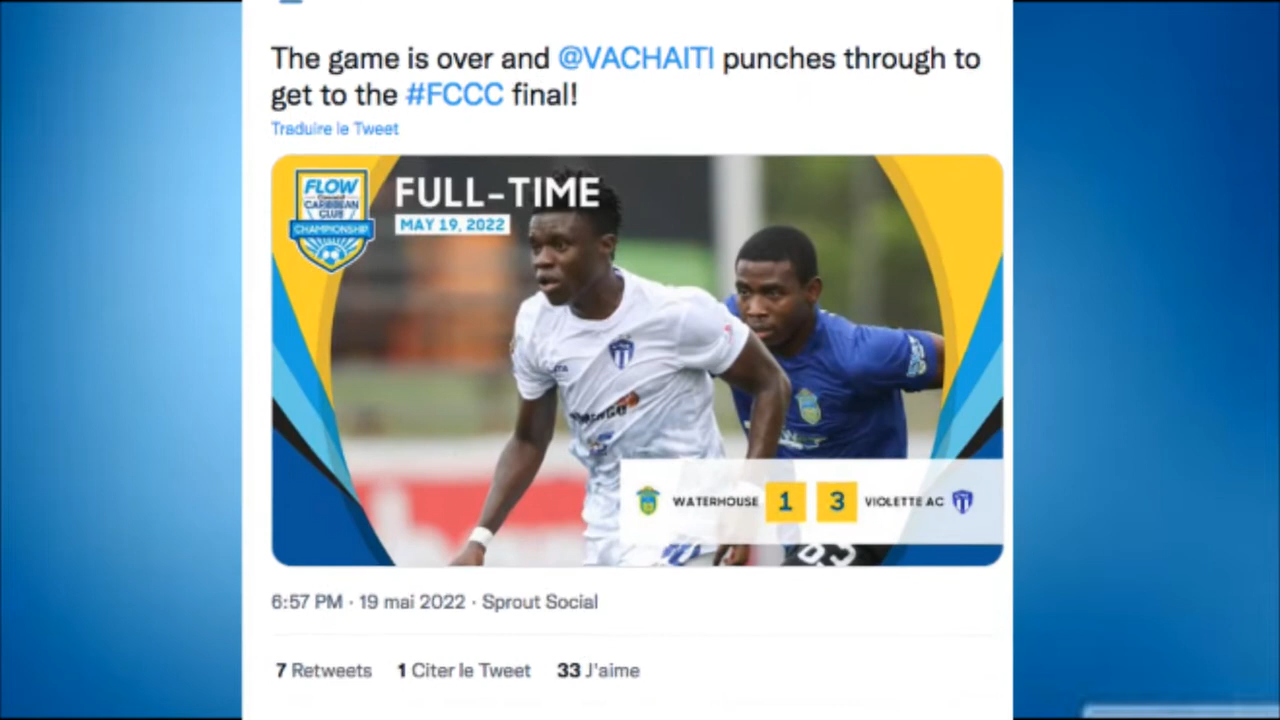 The game is over and @VACHAITI punches through to
get to the #FCCC final!
Traduire le Tweet
FLOW
CARIBBEAN
CLUB
CHAMPIONSHIP
FULL-TIME
MAY 19, 2022
WATERHOUSE 1 3 VIOLETTE AC
6:57 PM · 19 mai 2022 · Sprout Social
7 Retweets 1 Citer le Tweet 33 J'aime